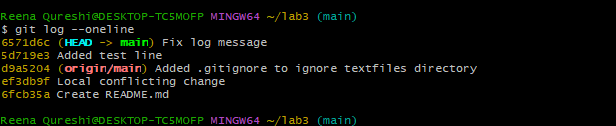 Reena Qureshi@DESKTOP-TC5MOFP MINGW64 ~/lab3 (main)
$ git log --oneline
6571d6c (HEAD -> main) Fix log message
5d719e3 Added test line
d9a5204 (origin/main) Added .gitignore to ignore textfiles directory
ef3db9f Local conflicting change
6fcb35a Create README.md
Reena Qureshi@DESKTOP-TC5MOFP MINGW64 ~/lab3 (main)